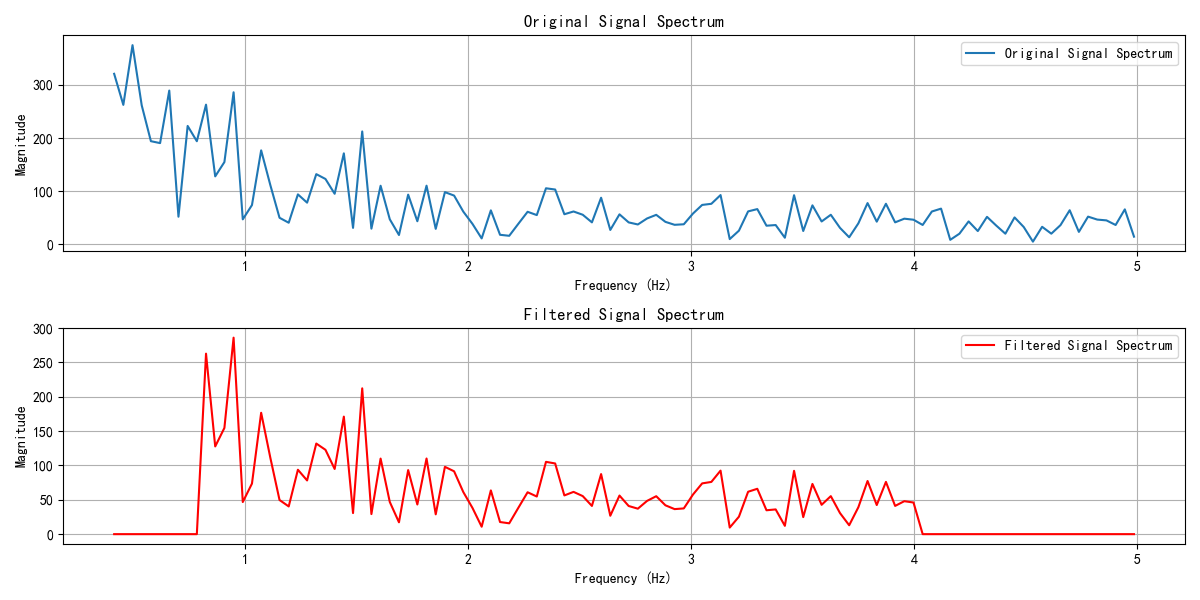 Original Signal Spectrum
Original Signal Spectrum
Magnitude
300
200
100
0
1 2 3 4 5
Frequency (Hz)
Filtered Signal Spectrum
Filtered Signal Spectrum
Magnitude
300
250
200
150
100
50
0
1 2 3 4 5
Frequency (Hz)